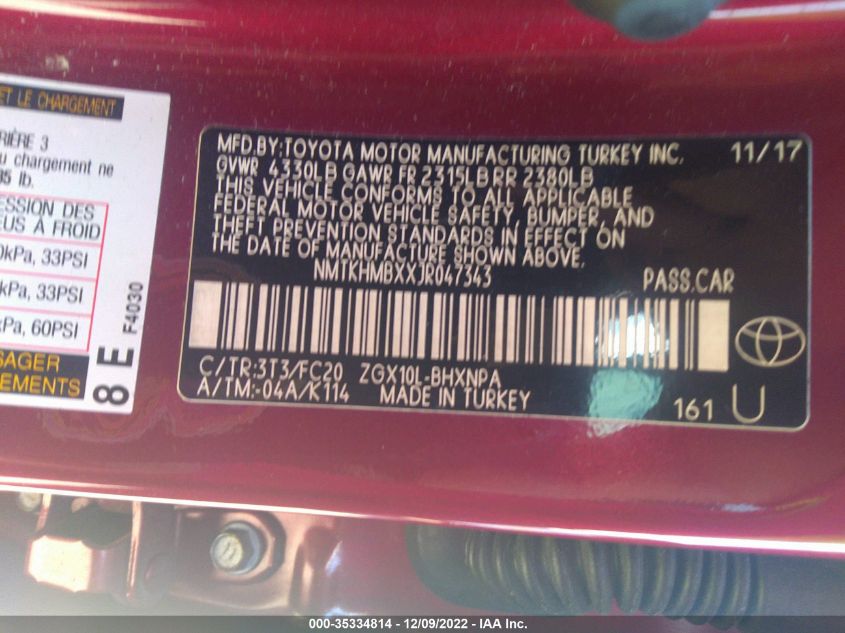 ET LE CHARGEMENT
RIÈRE 3
u chargement ne
35 lb.
ESSION DES
EUS À FROID
0kPa, 33PSI
kPa, 33PSI
kPa, 60PSI
SAGER
EMENTS
8 E
F4030
MFD.BY:TOYOTA MOTOR MANUFACTURING TURKEY INC. 11/17
GVWR 4330LB GAWR FR 2315LB RR 2380LB
THIS VEHICLE CONFORMS TO ALL APPLICABLE
FEDERAL MOTOR VEHICLE SAFETY, BUMPER, AND
THEFT PREVENTION STANDARDS IN EFFECT ON
THE DATE OF MANUFACTURE SHOWN ABOVE.
NMTKHMBXXJR047343 PASS.CAR
C/TR:3T3/FC20 ZGX10L-BHXNPA
A/TM:-04A/K114 MADE IN TURKEY
161 U
000-35334814 - 12/09/2022 - IAA Inc.